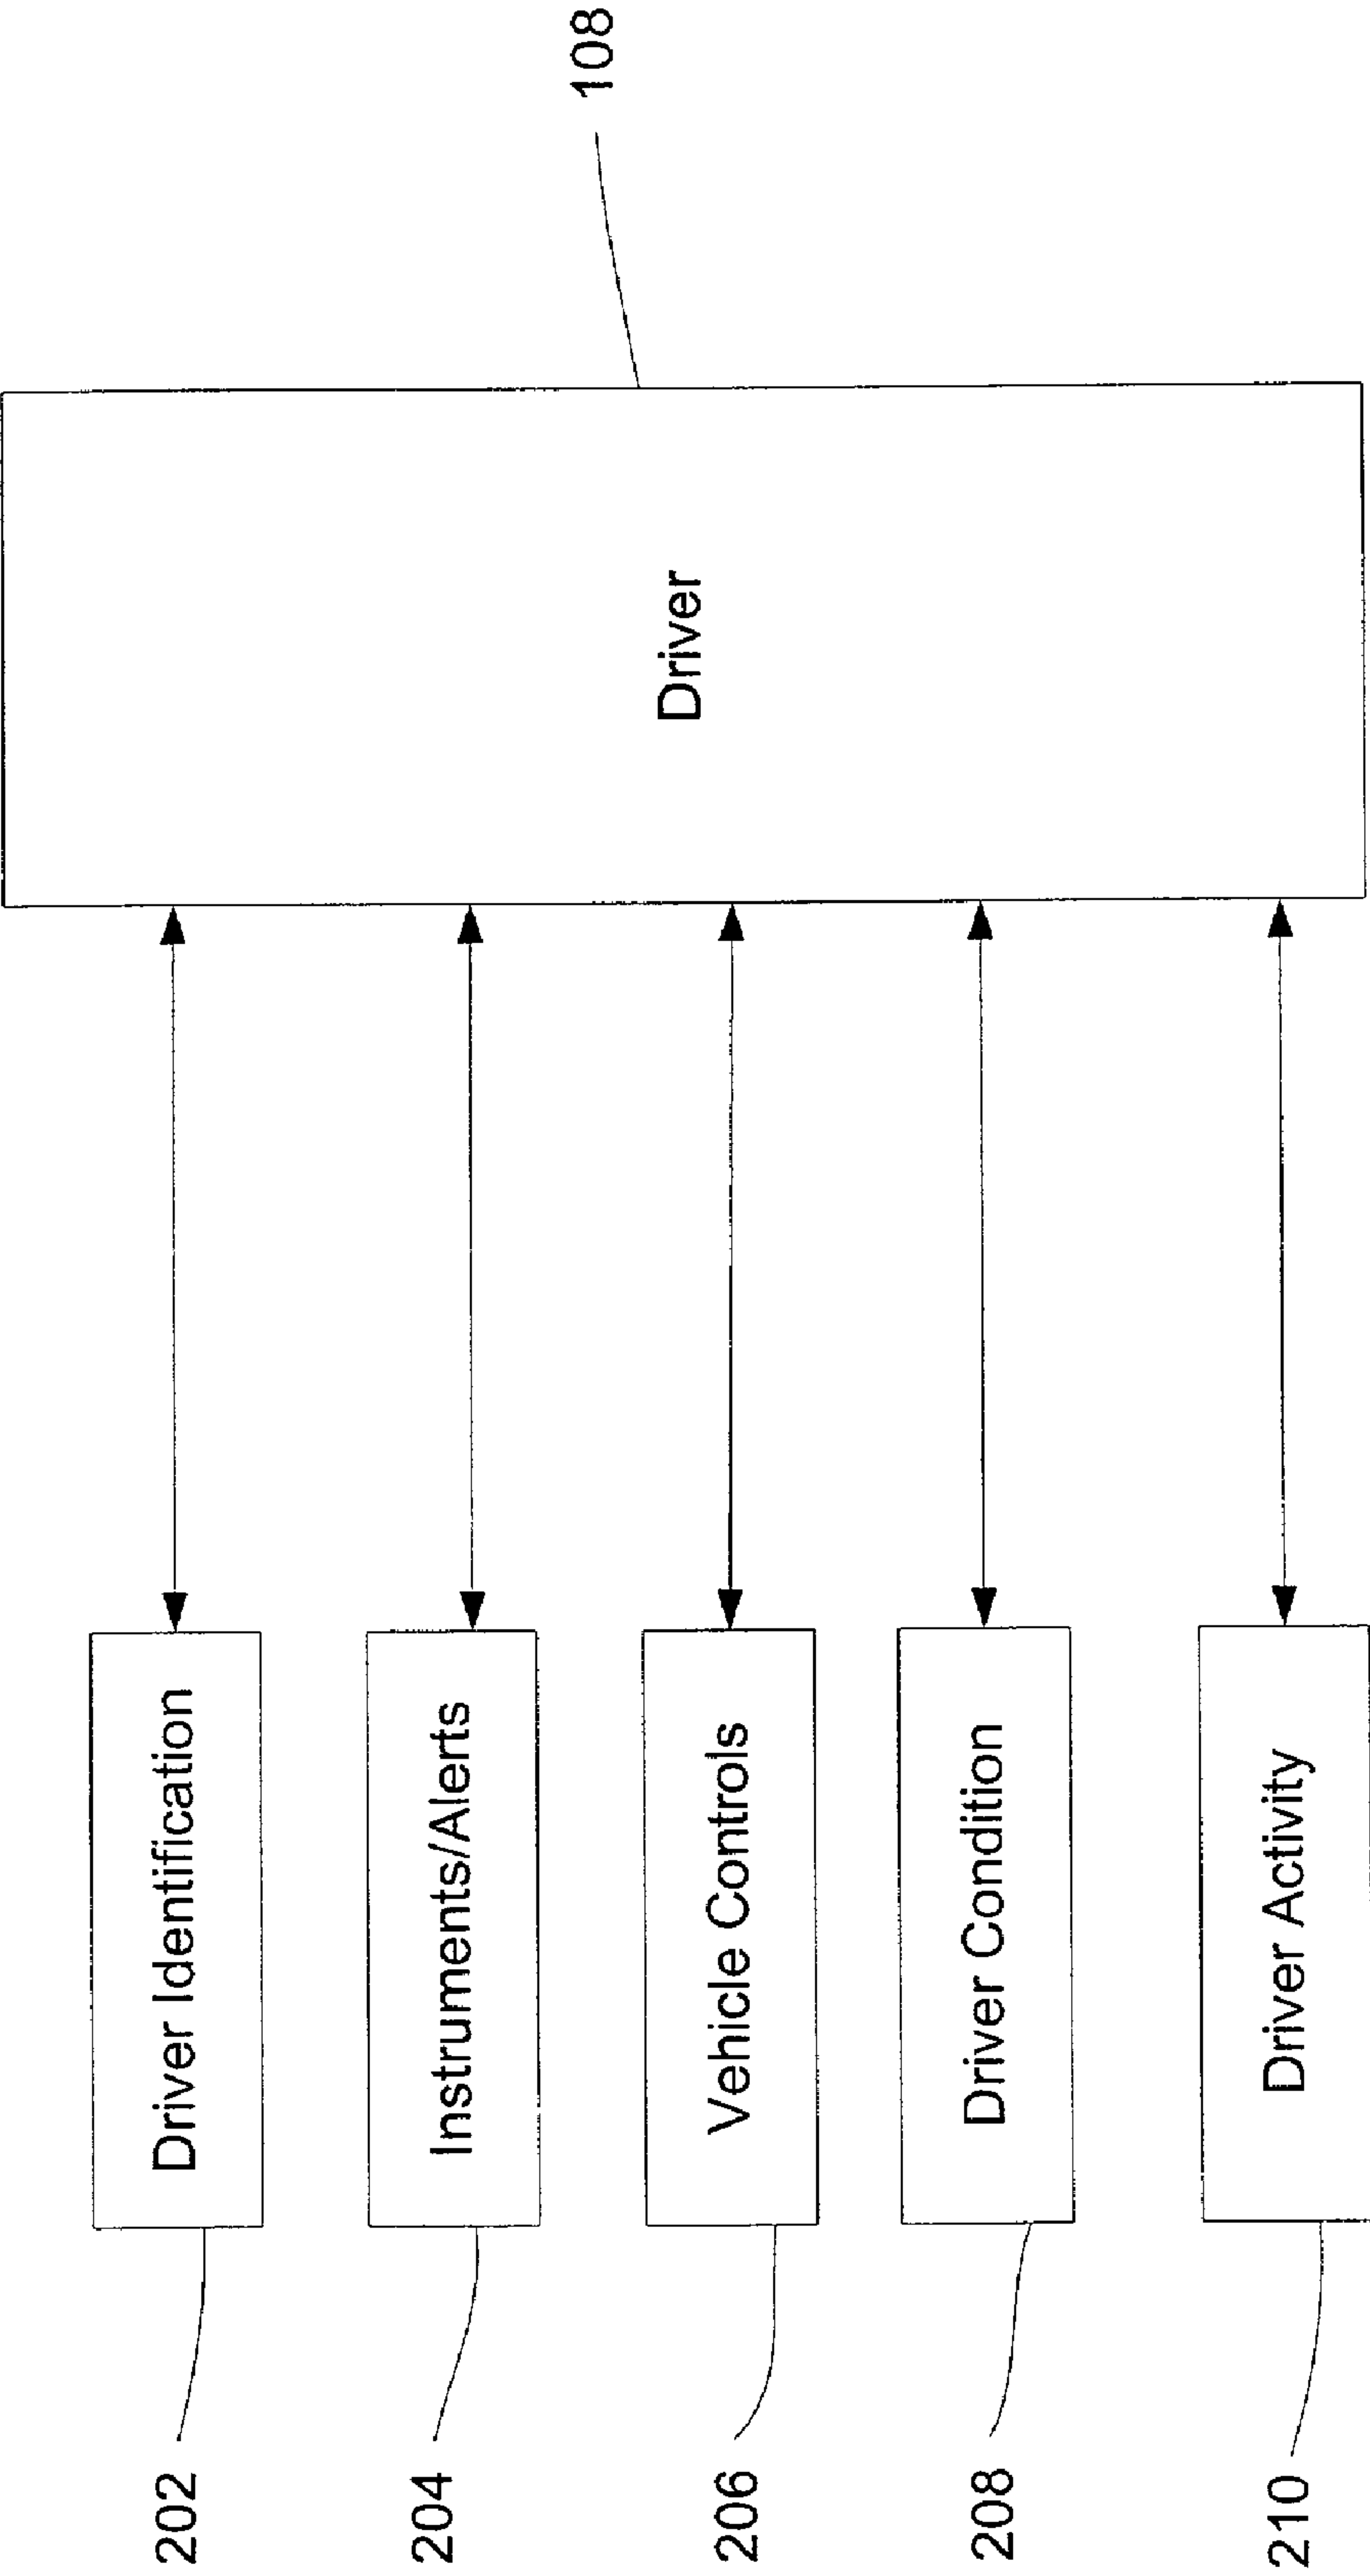 202
Driver Identification
204
Instruments/Alerts
206
Vehicle Controls
208
Driver Condition
210
Driver Activity
Driver
108